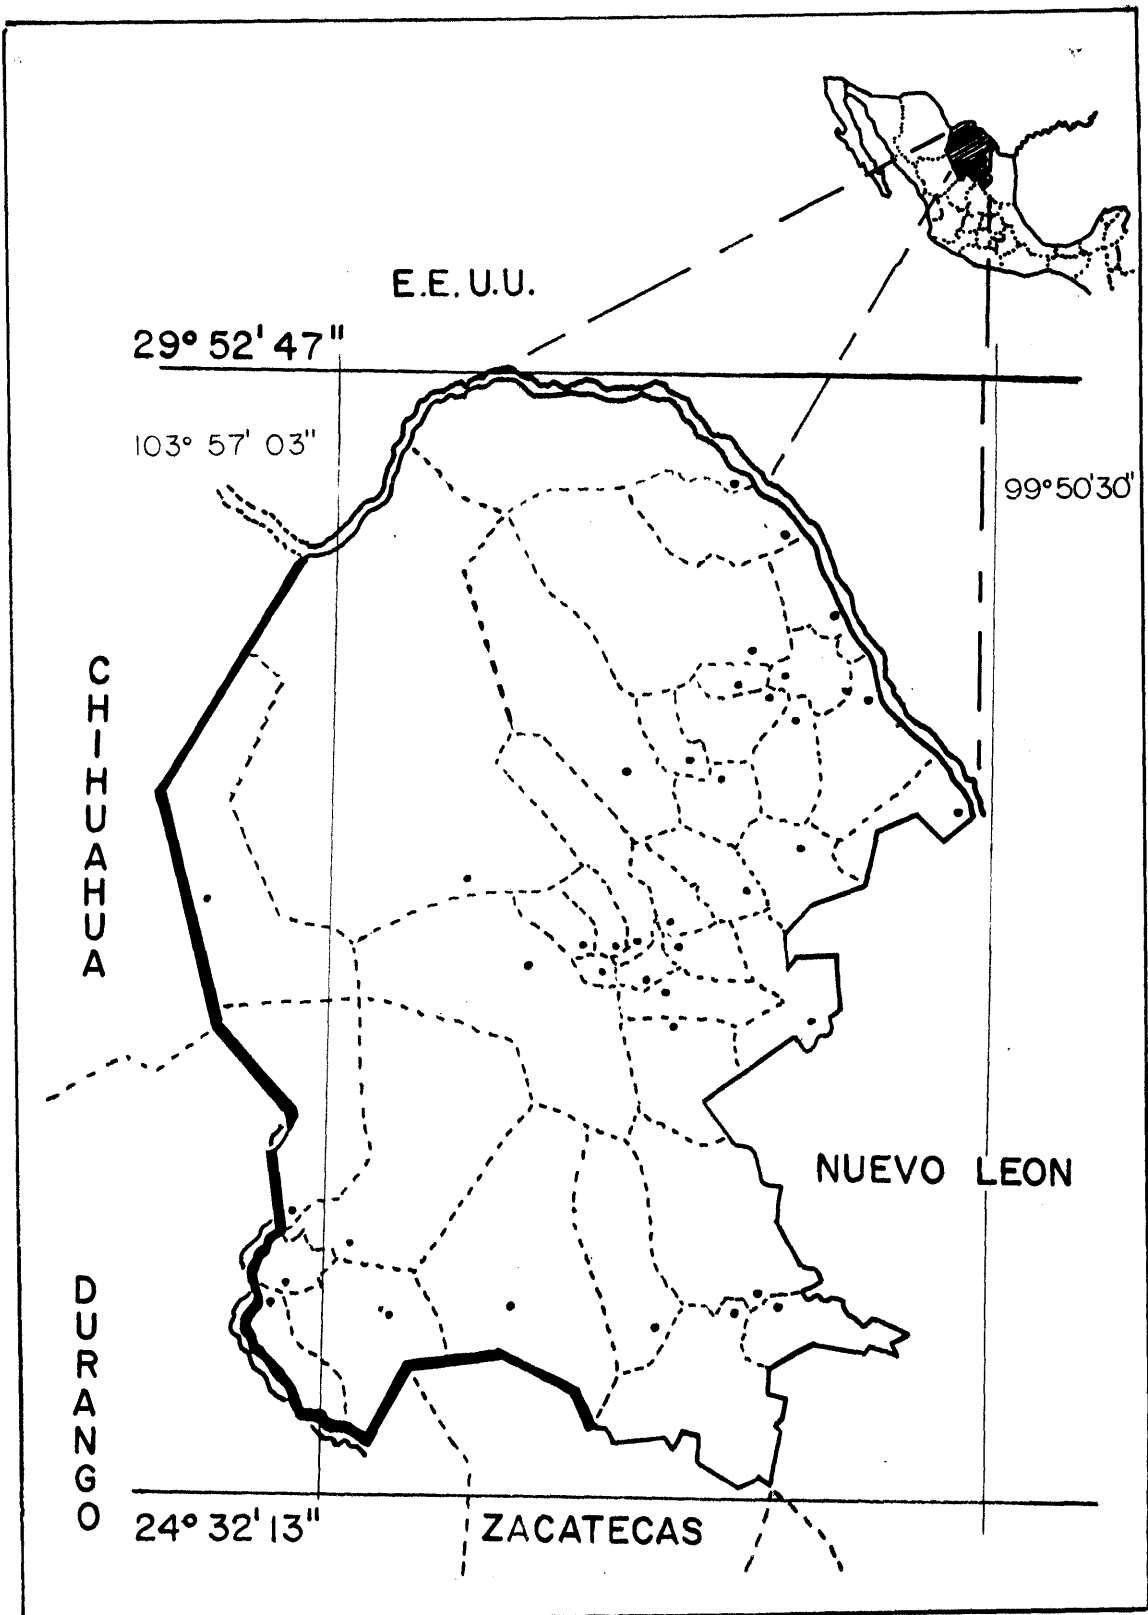 E.E.U.U.
29° 52' 47"
103° 57' 03"
99° 50' 30'
CHIHUAHUA
NUEVO LEON
DURANGO
24° 32' 13"
ZACATECAS